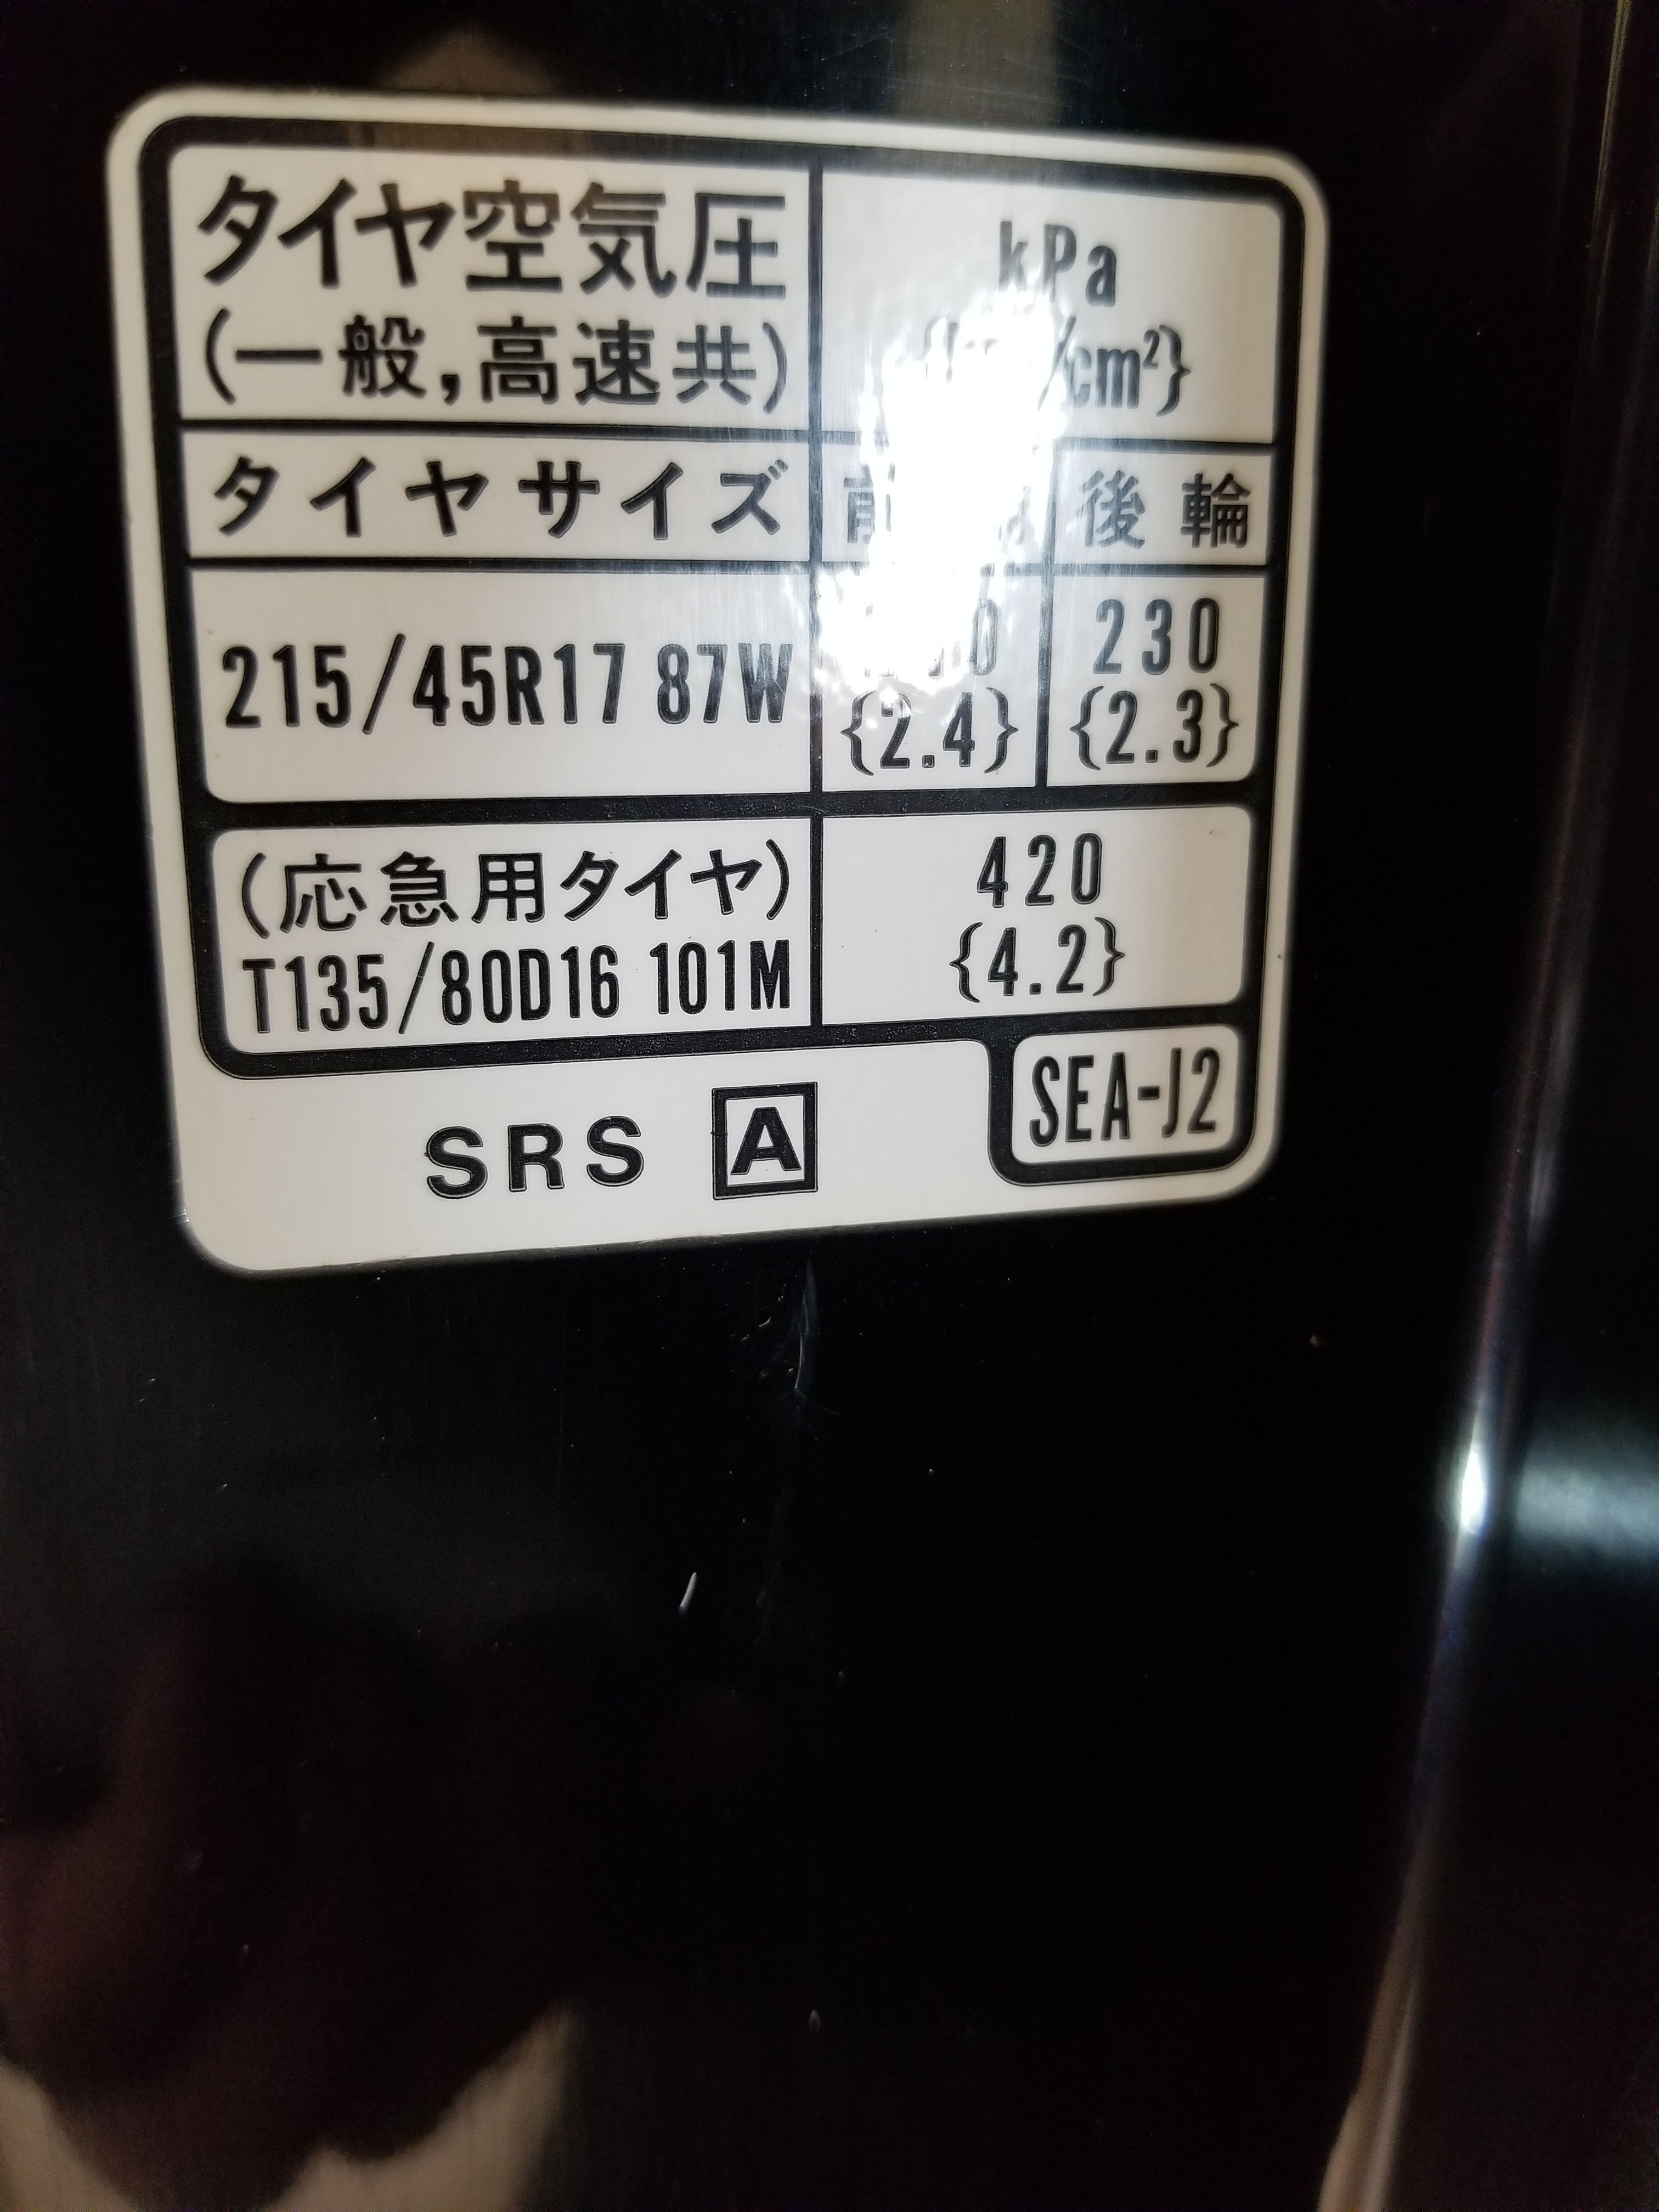 タイヤ空気圧
(一般,高速共)
kPa
/cm²}
タイヤサイズ
後輪
215/45R17 87W
{2.4}
230
{2.3}
(応急用タイヤ)
T135/80D16 101M
420
{4.2}
SRS A
SEA-J2